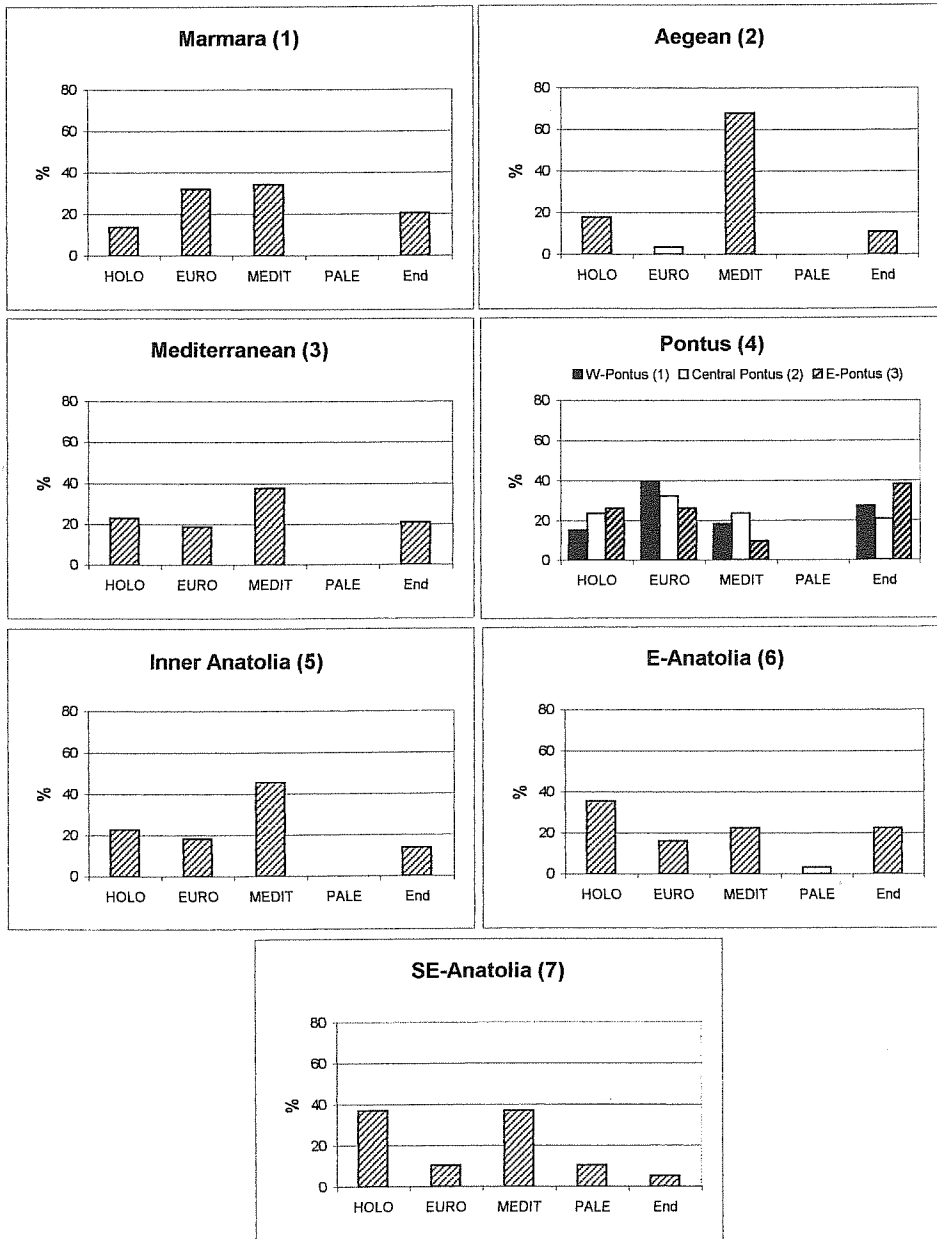 Marmara (1)
80
60
40
20
0
%
HOLO EURO MEDIT PALE End
Aegean (2)
80
60
40
20
0
%
HOLO EURO MEDIT PALE End
Mediterranean (3)
80
60
40
20
0
%
HOLO EURO MEDIT PALE End
Pontus (4)
W-Pontus (1) Central Pontus (2) E-Pontus (3)
80
60
40
20
0
%
HOLO EURO MEDIT PALE End
Inner Anatolia (5)
80
60
40
20
0
%
HOLO EURO MEDIT PALE End
E-Anatolia (6)
80
60
40
20
0
%
HOLO EURO MEDIT PALE End
SE-Anatolia (7)
80
60
40
20
0
%
HOLO EURO MEDIT PALE End